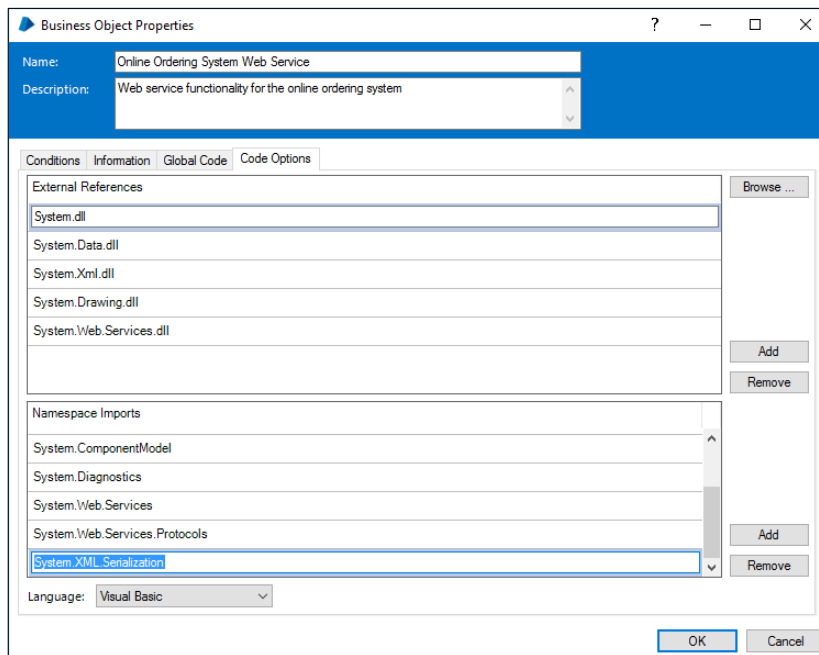 Business Object Properties
?
Name: Online Ordering System Web Service
Description: Web service functionality for the online ordering system
Conditions Information Global Code Code Options
External References
Browse ...
System.dll
System.Data.dll
System.Xml.dll
System.Drawing.dll
System.Web.Services.dll
Add
Remove
Namespace Imports
System.ComponentModel
System.Diagnostics
System.Web.Services
System.Web.Services.Protocols
Add
System.XML.Serialization
Remove
Language: Visual Basic
OK Cancel